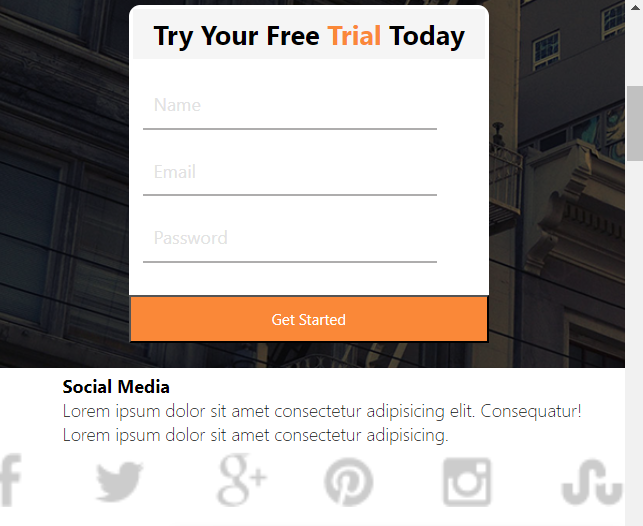 Try Your Free Trial Today
Name
Email
Password
Get Started
Social Media
Lorem ipsum dolor sit amet consectetur adipisicing elit. Consequatur!
Lorem ipsum dolor sit amet consectetur adipisicing.